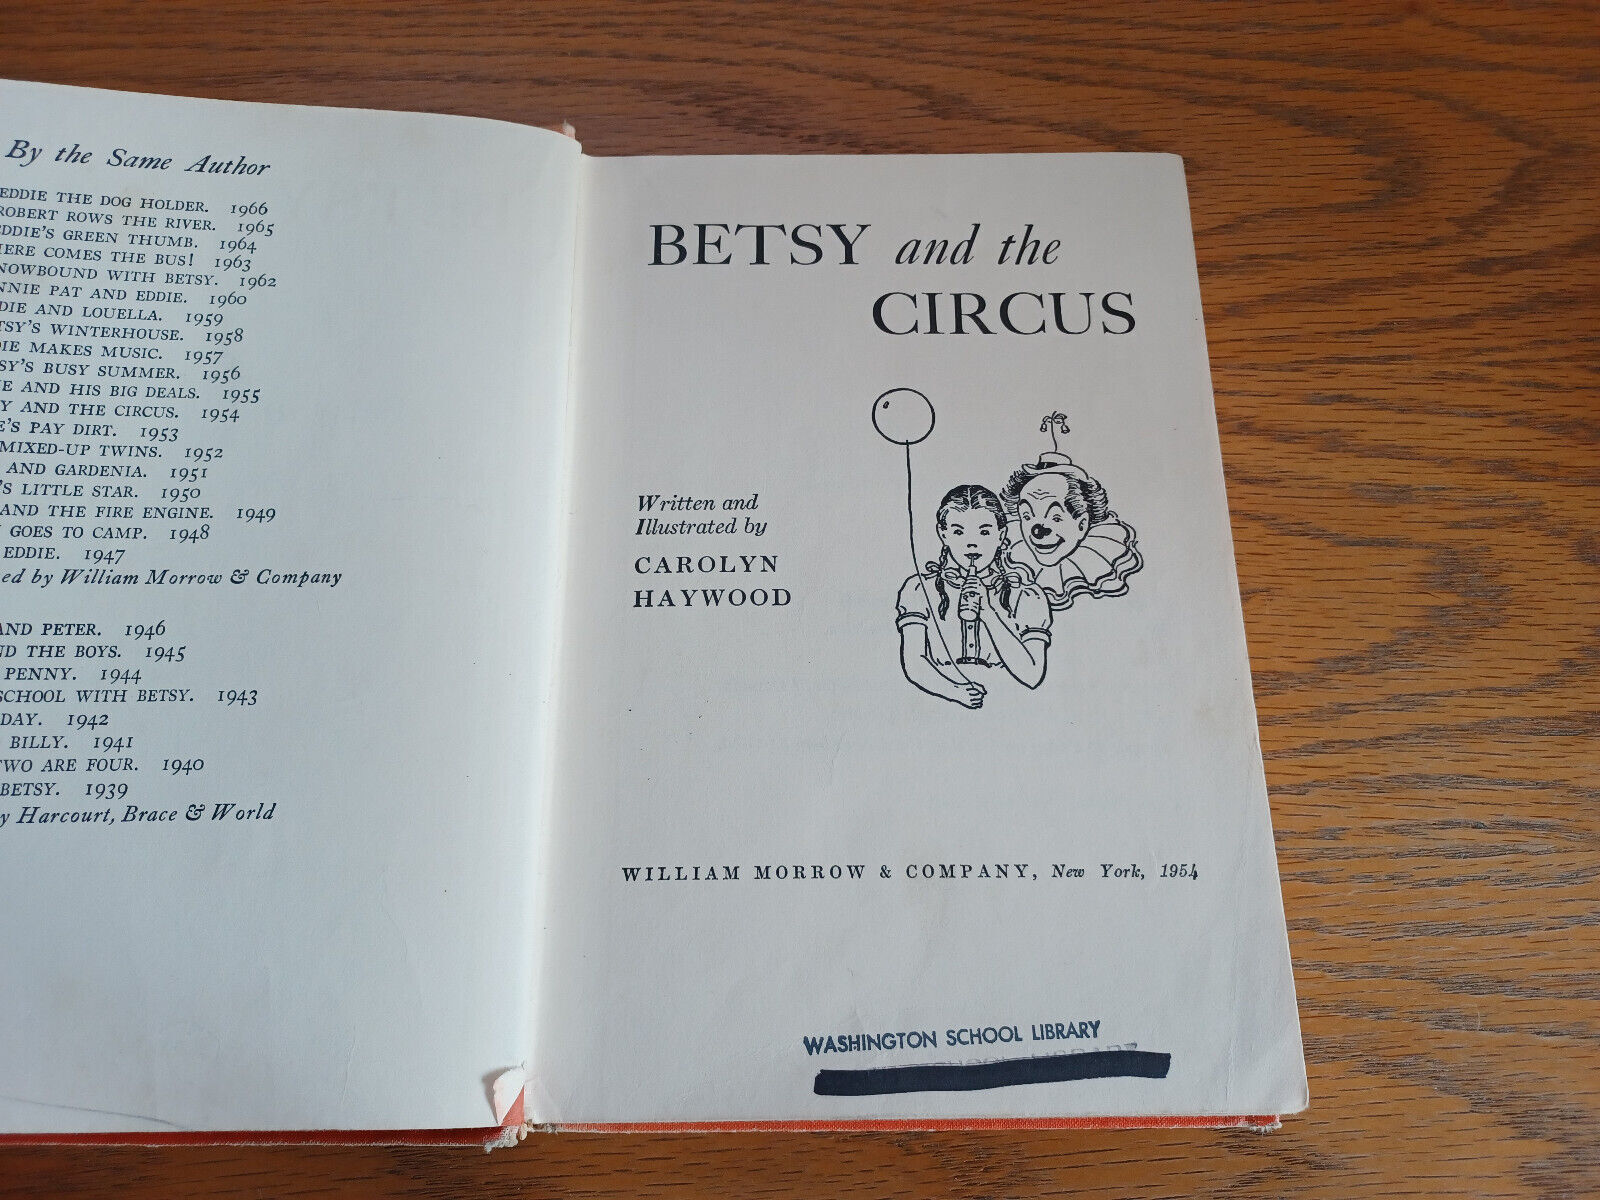 By the Same Author
EDDIE THE DOG HOLDER. 1966
ROBERT ROWS THE RIVER. 1965
EDDIE'S GREEN THUMB. 1964
HERE COMES THE BUS! 1963
NOWBOUND WITH BETSY. 1962
NNIE PAT AND EDDIE. 1960
DIE AND LOUELLA. 1959
TSY'S WINTERHOUSE. 1958
DIE MAKES MUSIC. 1957
SY'S BUSY SUMMER. 1956
IE AND HIS BIG DEALS. 1955
Y AND THE CIRCUS. 1954
E'S PAY DIRT. 1953
MIXED-UP TWINS. 1952
AND GARDENIA. 1951
'S LITTLE STAR. 1950
AND THE FIRE ENGINE. 1949
GOES TO CAMP. 1948
EDDIE. 1947
ed by William Morrow & Company
AND PETER. 1946
ND THE BOYS. 1945
PENNY. 1944
SCHOOL WITH BETSY. 1943
DAY. 1942
BILLY. 1941
TWO ARE FOUR. 1940
BETSY. 1939
y Harcourt, Brace & World
BETSY and the
CIRCUS
Written and
Illustrated by
CAROLYN
HAYWOOD
WILLIAM MORROW & COMPANY, New York, 1954
WASHINGTON SCHOOL LIBRARY